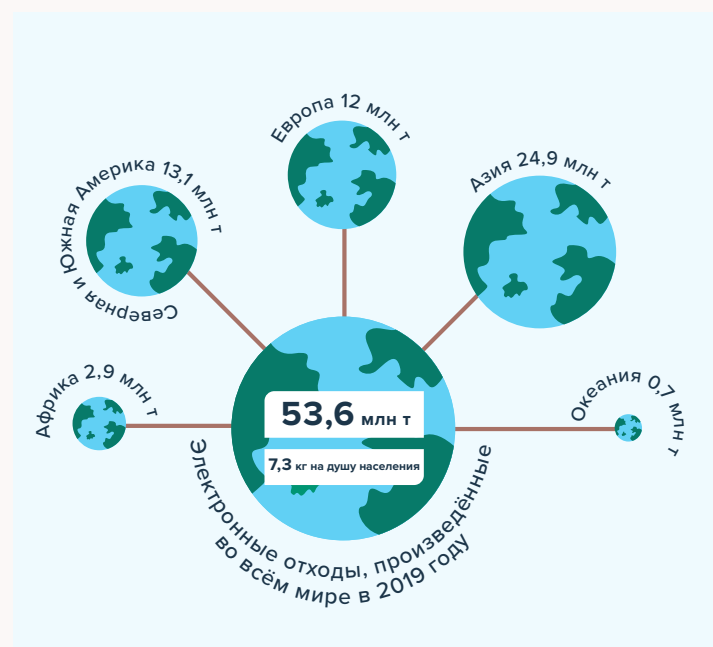 Европа 12 млн т
Азия 24,9 млн т
Северная и Южная Америка 13,1 млн т
Африка 2,9 млн т
Океания 0,7 млн т
53,6 млн т
7,3 кг на душу населения
Электронные отходы, произведённые
во всём мире в 2019 году